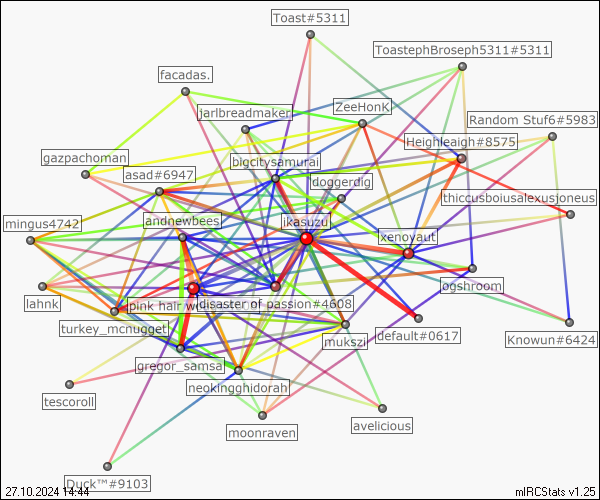 Toast#5311
ToastephBroseph5311#5311
facadas.
ZeeHonK
jarlbreadmaker
Random Stuf6#5983
Heighleaigh#8575
gazpachoman
bigcitysamurai
asad#6947
doggerdig
thiccusboiusalexusjoneus
mingus4742
andnewbees
ikasuzu
xenoyaut
lahnk
pink hair
disaster of passion#4608
ogshroom
turkey_mcnugget
default#0617
Knowun#6424
mukszi
gregor_samsa
neokingghidorah
tescoroll
moonraven
avelicious
Duck™#9103
27.10.2024 14:44
mIRCStats v1.25